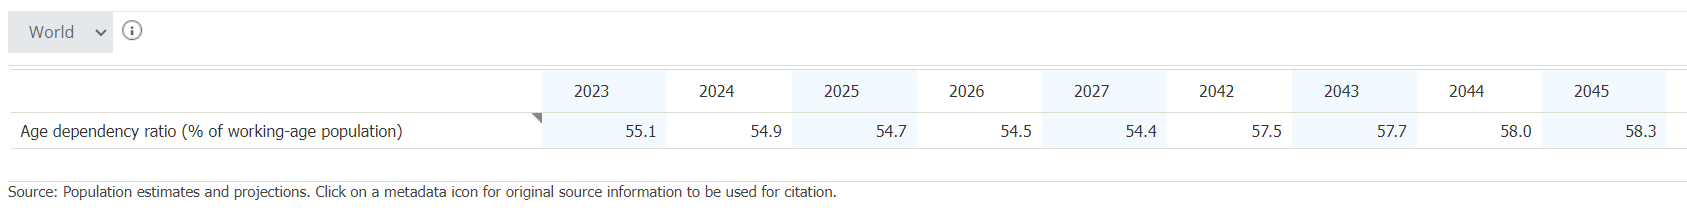 World
2023 2024 2025 2026 2027 2042 2043 2044 2045
Age dependency ratio (% of working-age population) 55.1 54.9 54.7 54.5 54.4 57.5 57.7 58.0 58.3
Source: Population estimates and projections. Click on a metadata icon for original source information to be used for citation.